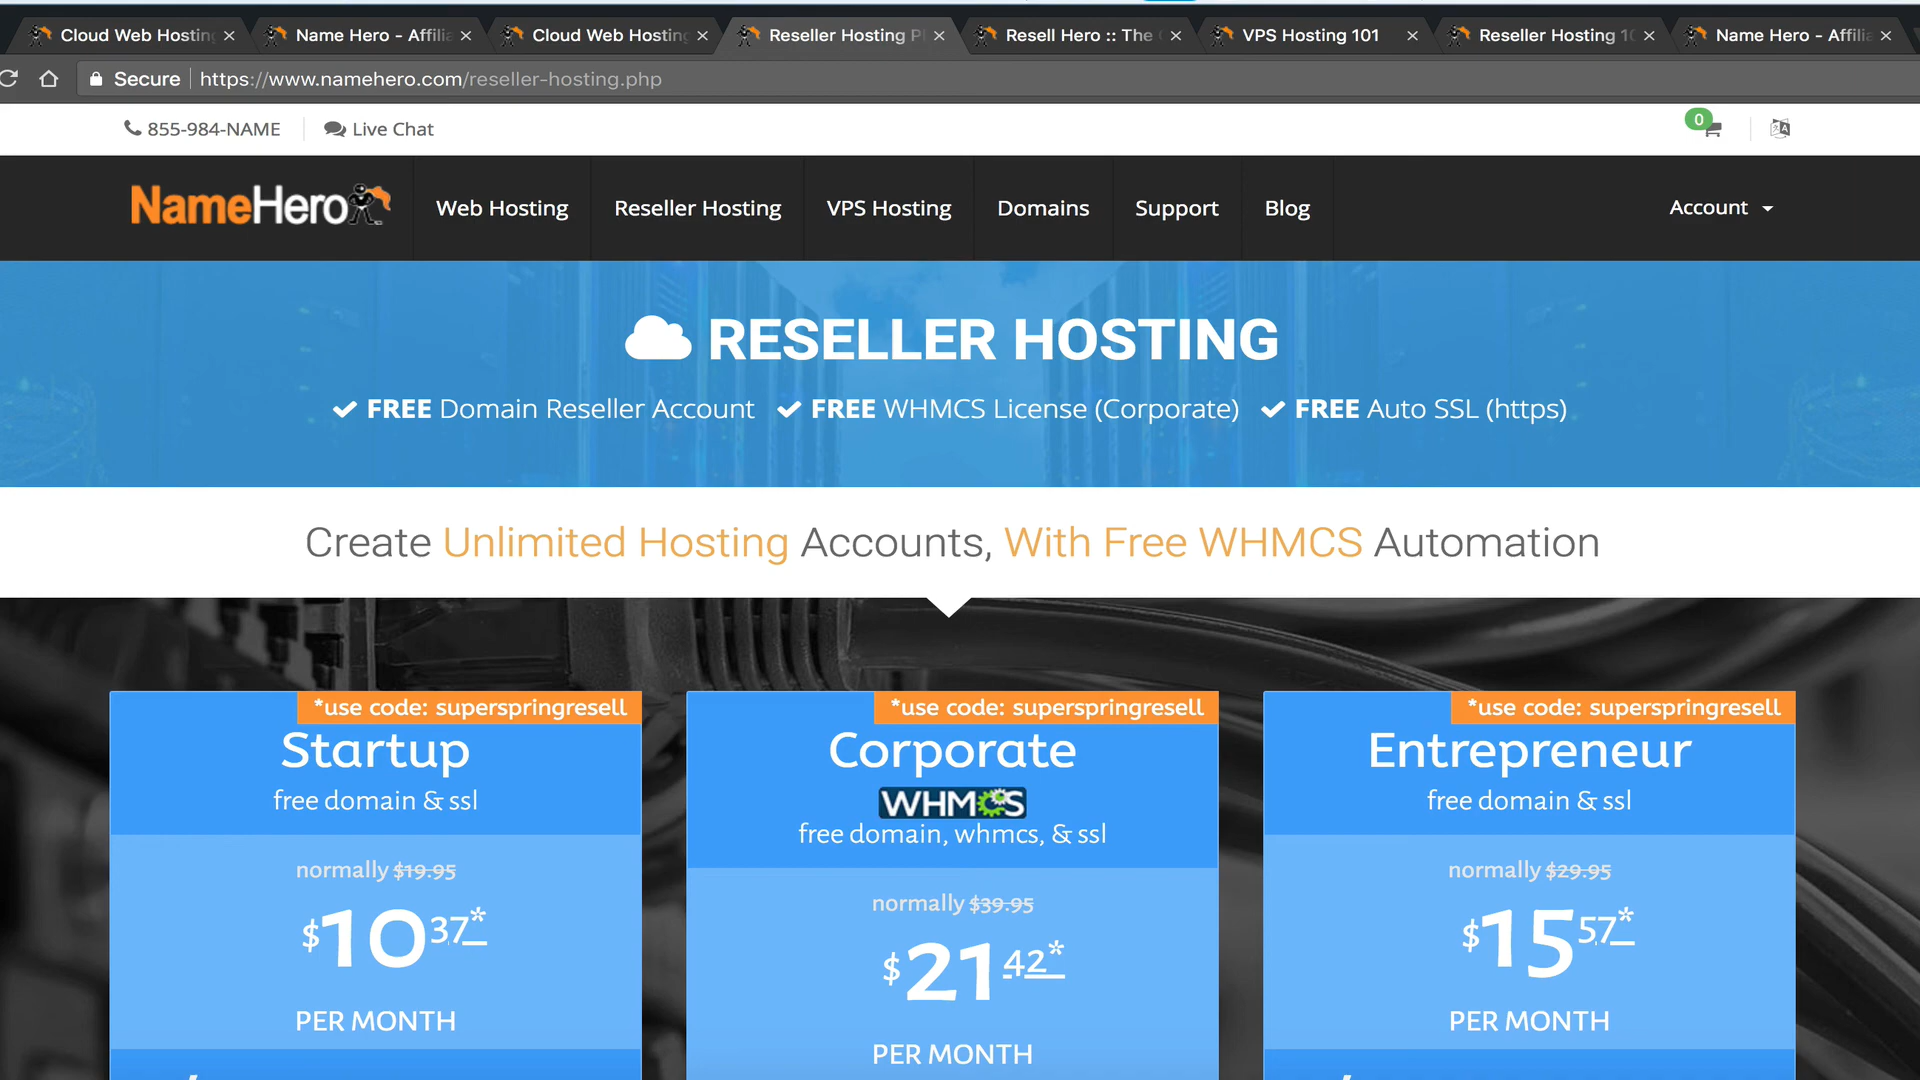 Cloud Web Hosting
Name Hero - Affilia
Cloud Web Hosting
Reseller Hosting P
Resell Hero :: The
VPS Hosting 101
Reseller Hosting 10
Name Hero - Affilia
Secure
https://www.namehero.com/reseller-hosting.php
855-984-NAME
Live Chat
0
NameHero
Web Hosting
Reseller Hosting
VPS Hosting
Domains
Support
Blog
Account
RESELLER HOSTING
FREE Domain Reseller Account
FREE WHMCS License (Corporate)
FREE Auto SSL (https)
Create Unlimited Hosting Accounts, With Free WHMCS Automation
*use code: superspringresell
Startup
free domain & ssl
normally $19.95
$10 37*
PER MONTH
*use code: superspringresell
Corporate
WHMCS
free domain, whmcs, & ssl
normally $39.95
$21 42*
PER MONTH
*use code: superspringresell
Entrepreneur
free domain & ssl
normally $29.95
$15 57*
PER MONTH